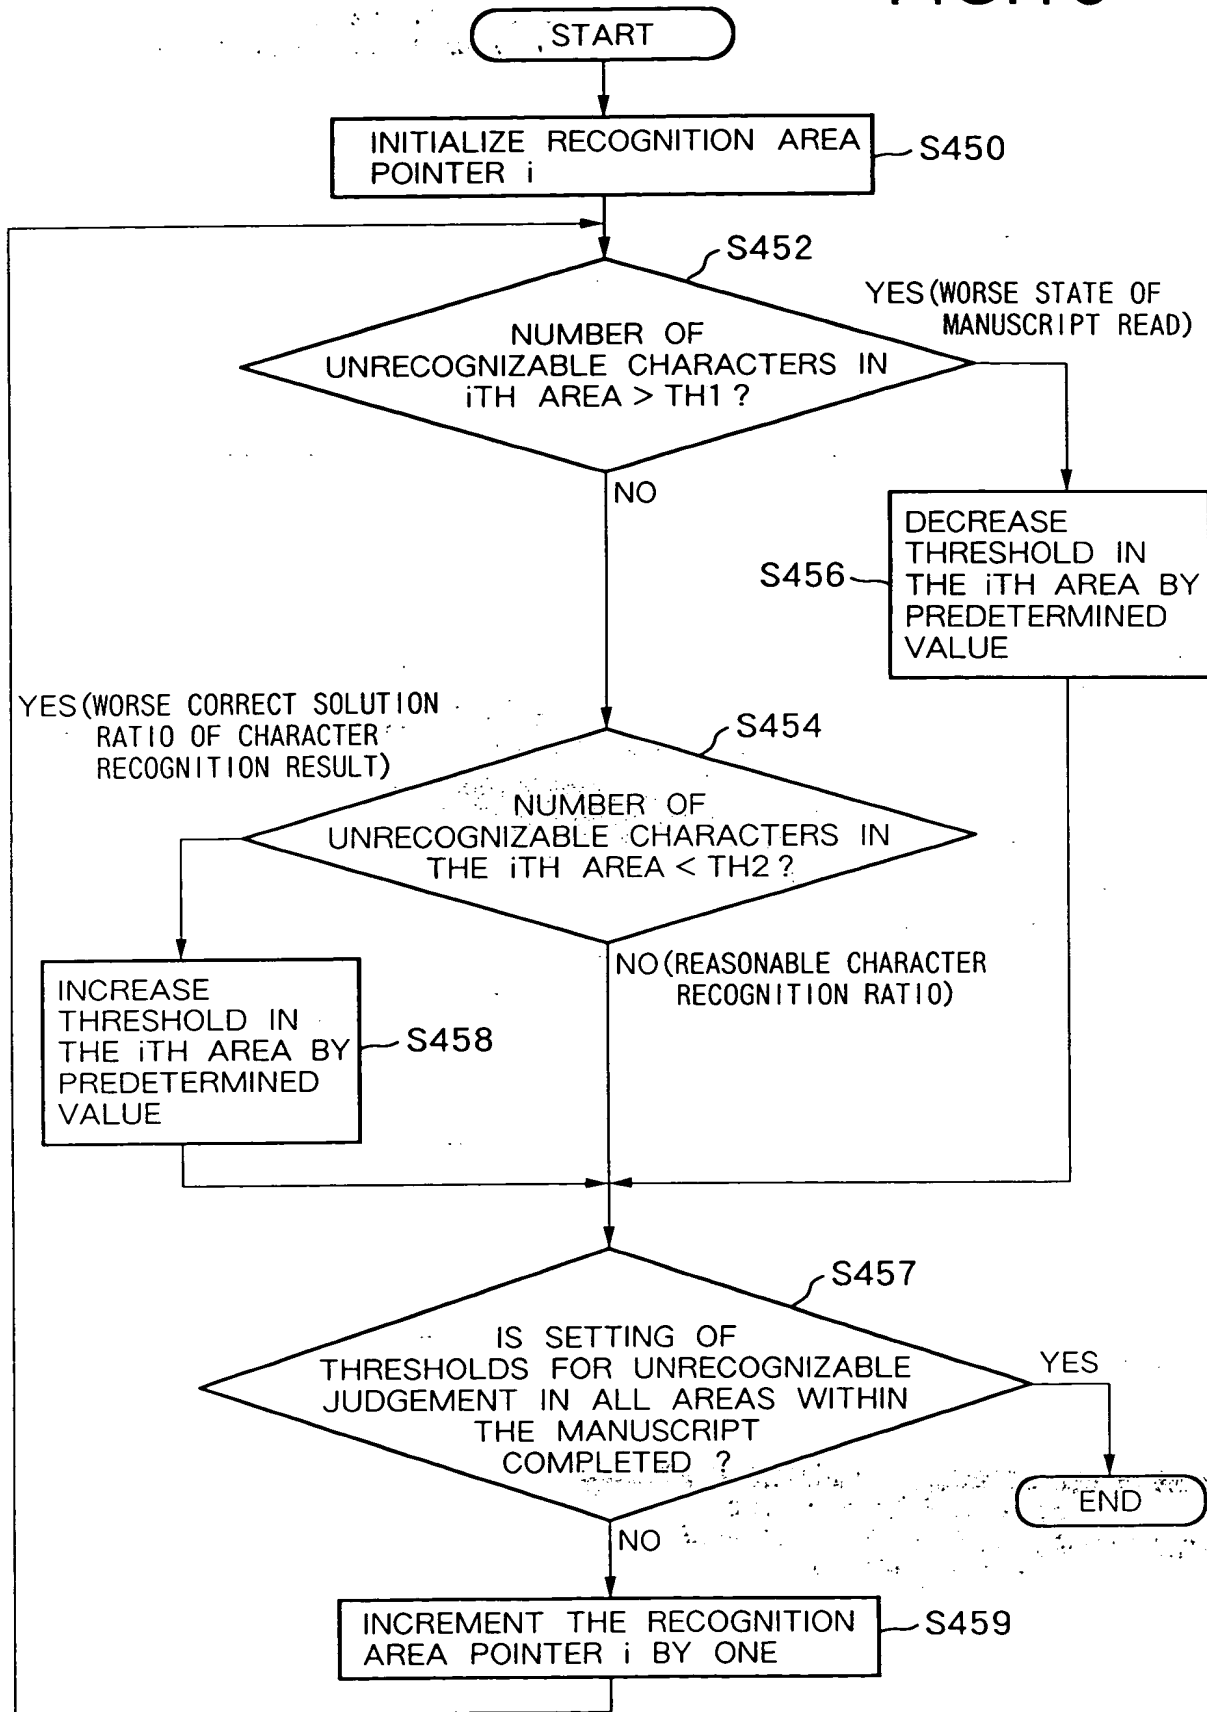 START
INITIALIZE RECOGNITION AREA
POINTER i
S450
S452
YES (WORSE STATE OF
MANUSCRIPT READ)
NUMBER OF
UNRECOGNIZABLE CHARACTERS IN
iTH AREA > TH1 ?
NO
DECREASE
THRESHOLD IN
THE iTH AREA BY
PREDETERMINED
VALUE
S456
YES (WORSE CORRECT SOLUTION
RATIO OF CHARACTER
RECOGNITION RESULT)
S454
NUMBER OF
UNRECOGNIZABLE CHARACTERS IN
THE iTH AREA < TH2 ?
NO (REASONABLE CHARACTER
RECOGNITION RATIO)
INCREASE
THRESHOLD IN
THE iTH AREA BY
PREDETERMINED
VALUE
S458
S457
IS SETTING OF
THRESHOLDS FOR UNRECOGNIZABLE
JUDGEMENT IN ALL AREAS WITHIN
THE MANUSCRIPT
COMPLETED ?
YES
END
NO
INCREMENT THE RECOGNITION
AREA POINTER i BY ONE
S459